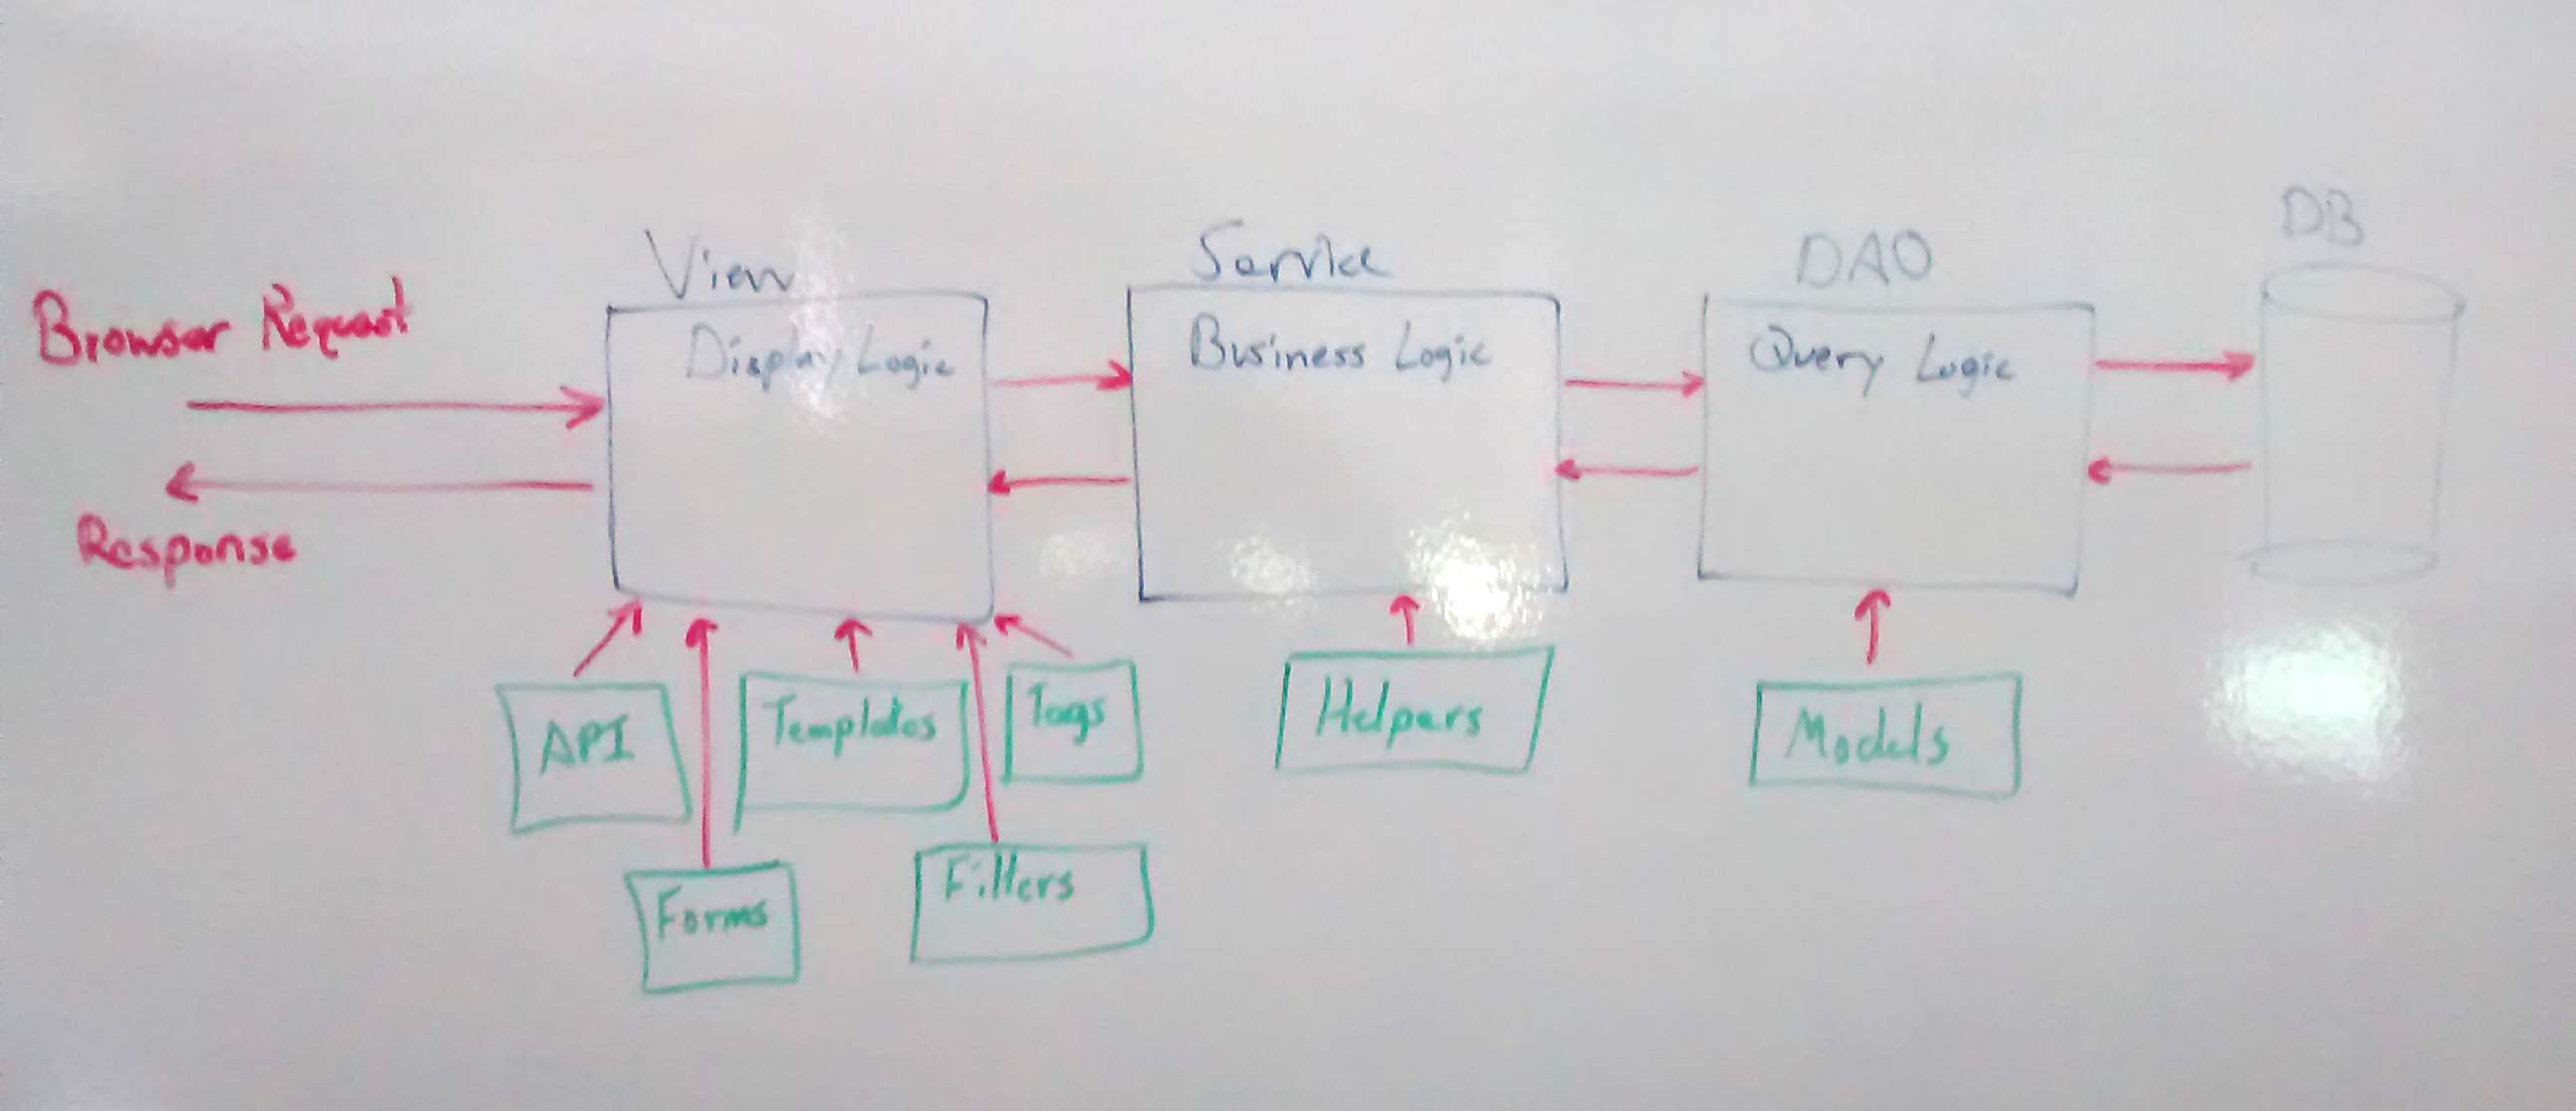 View
Service
DAO
DB
Browser Request
Display Logic
Business Logic
Query Logic
Response
API
Templates
Tags
Helpers
Models
Forms
Filters